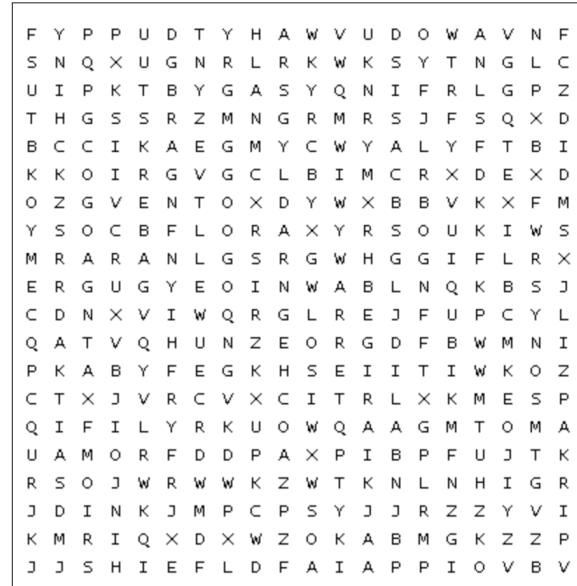 F Y P P U D T Y H A W V U D O W A V N F
S N Q X U G N R L R K W K S Y T N G L C
U I P K T B Y G A S Y Q N I F R L G P Z
T H G S S R Z M N G R M R S J F S Q X D
B C C I K A E G M Y C W Y A L Y F T B I
K K O I R G V G C L B I M C R X D E X D
O Z G V E N T O X D Y W X B B V K X F M
Y S O C B F L O R A X Y R S O U K I W S
M R A R A N L G S R G W H G G I F L R X
E R G U G Y E O I N W A B L N Q K B S J
C D N X V I W Q R G L R E J F U P C Y L
Q A T V Q H U N Z E O R G D F B W M N I
P K A B Y F E G K H S E I I T I W K O Z
C T X J V R C V X C I T R L X K M E S P
Q I F I L Y R K U O W Q A A G M T O M A
U A M O R F D D P A X P I B P F U J T K
R S O J W R W W K Z W T K N L N H I G R
J D I N K J M P C P S Y J J R Z Z Y V I
K M R I Q X D X W Z O K A B M G K Z Z P
J J S H I E F L D F A I A P P I O V B V